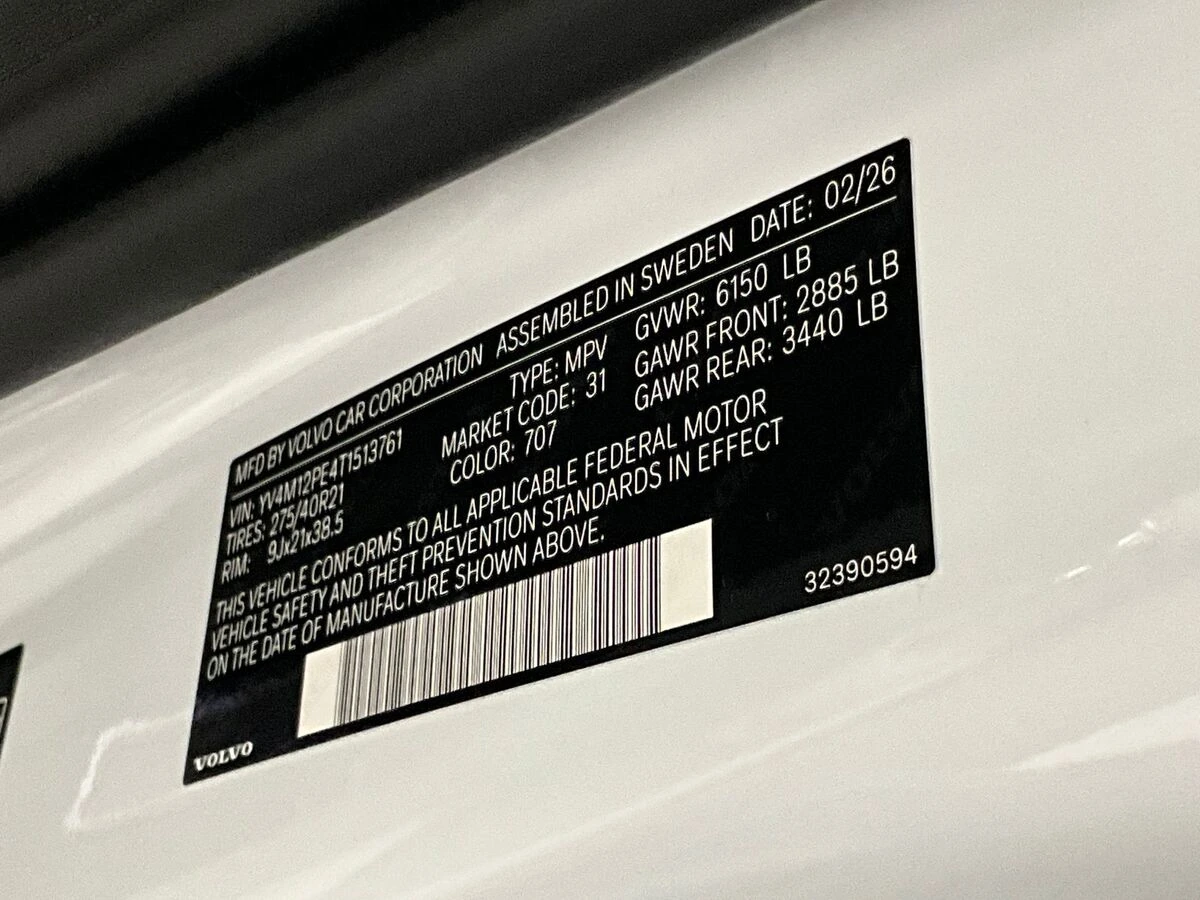 MFD BY VOLVO CAR CORPORATION ASSEMBLED IN SWEDEN DATE: 02/26
VIN: YV4M12PE4T1513761 TYPE: MPV GVWR: 6150 LB
TIRES: 275/40R21 MARKET CODE: 31 GAWR FRONT: 2885 LB
RIM: 9Jx21x38.5 COLOR: 707 GAWR REAR: 3440 LB
THIS VEHICLE CONFORMS TO ALL APPLICABLE FEDERAL MOTOR
VEHICLE SAFETY AND THEFT PREVENTION STANDARDS IN EFFECT
ON THE DATE OF MANUFACTURE SHOWN ABOVE.
32390594
VOLVO